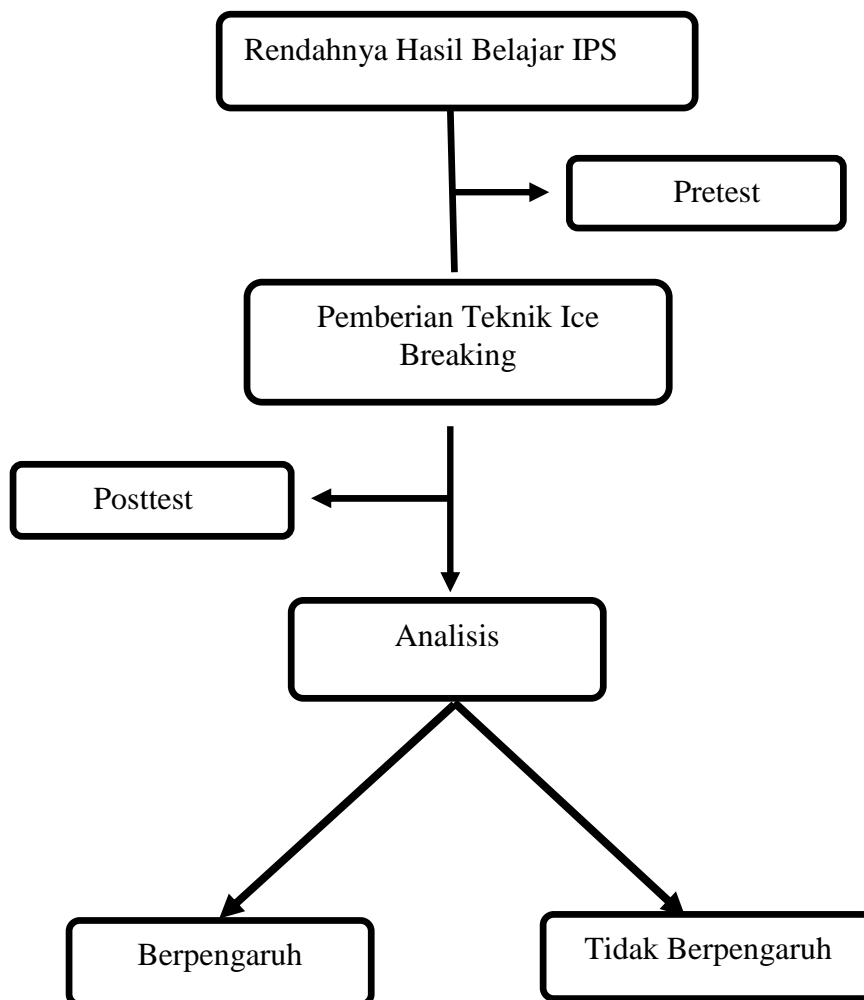 Rendahnya Hasil Belajar IPS
Pretest
Pemberian Teknik Ice
Breaking
Posttest
Analisis
Berpengaruh
Tidak Berpengaruh